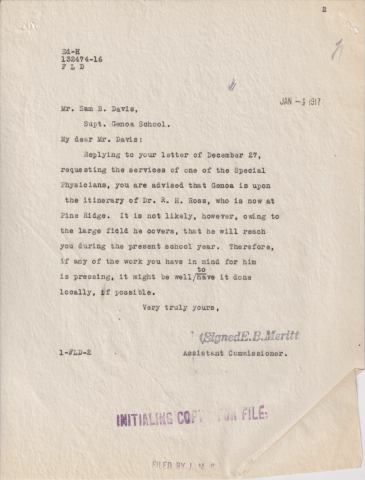 2
Ed-H
132474-16
F L D
JAN -3 1917
Mr. Sam B. Davis,
Supt. Genoa School.
My dear Mr. Davis:
Replying to your letter of December 27,
requesting the services of one of the Special
Physicians, you are advised that Genoa is upon
the itinerary of Dr. R. H. Ross, who is now at
Pine Ridge. It is not likely, however, owing to
the large field he covers, that he will reach
you during the present school year. Therefore,
if any of the work you have in mind for him
to
is pressing, it might be well/have it done
locally, if possible.
Very truly yours,
(Signed E. B. Meritt
1-FLD-2 Assistant Commissioner.
INITIALING COPY FOR FILE.
FILED BY